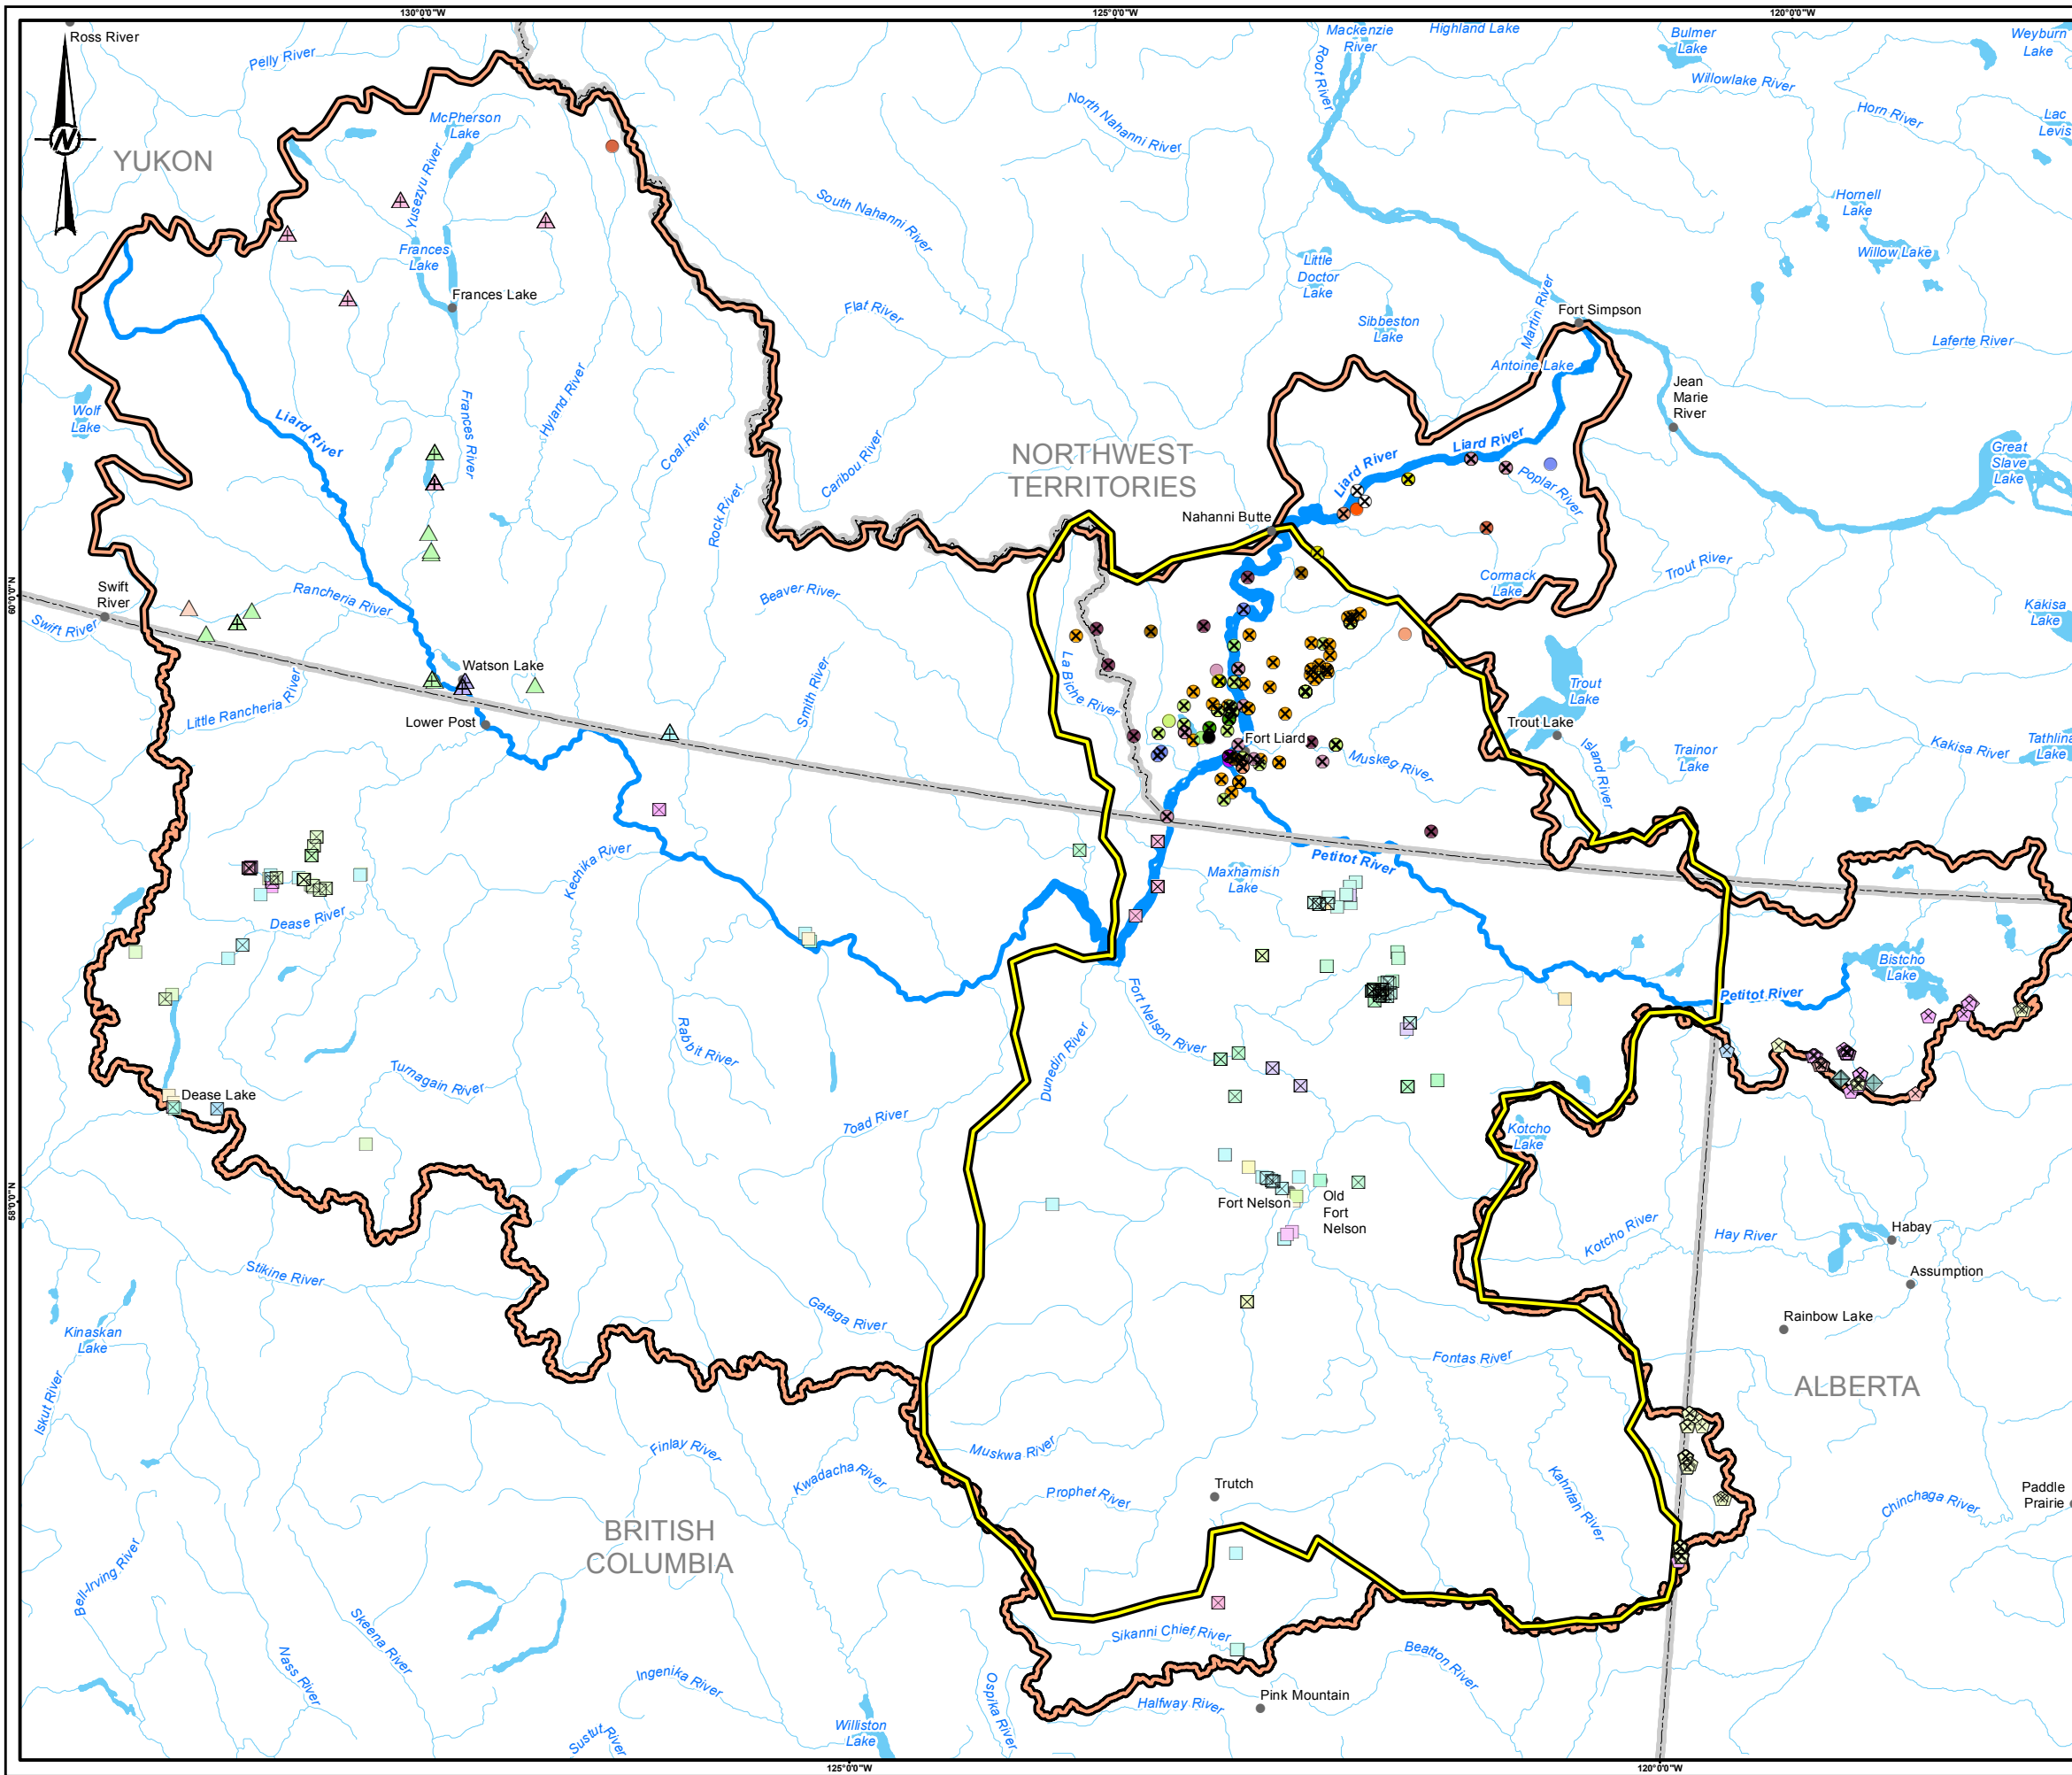 130°0'0"W
125°0'0"W
120°0'0"W
Ross River
Pelly River
Mackenzie
River
Highland Lake
Bulmer
Lake
Weyburn
Lake
Root River
Willowlake River
Horn River
Lac
Levis
North Nahanni River
McPherson
Lake
N
YUKON
Yusezyu River
South Nahanni River
Hornell
Lake
Willow Lake
Frances
Lake
Little
Doctor
Lake
Frances Lake
Flat River
Martin River
Fort Simpson
Sibbeston
Lake
Laferte River
Antoine Lake
Jean
Marie
River
Wolf
Lake
Liard River
Frances River
Hyland River
Coal River
Caribou River
NORTHWEST
TERRITORIES
Liard River
Liard River
Great
Slave
Lake
Poplar River
Rock River
Nahanni Butte
Trout River
Cormack
Lake
60°0'0"N
Swift
River
Swift River
Rancheria River
Beaver River
Kakisa
Lake
La Biche River
Watson Lake
Smith River
Trout
Lake
Little Rancheria River
Lower Post
Trout Lake
Fort Liard
Muskeg River
Island River
Trainor
Lake
Kakisa River
Tathlina
Lake
Kechika River
Petitot River
Maxhamish
Lake
Dease River
Bistcho
Lake
Petitot River
Fort Nelson River
Rabbit River
Dunedin River
Turnagain River
Dease Lake
Toad River
Kotcho
Lake
58°0'0"N
Fort Nelson
Old
Fort
Nelson
Kotcho River
Hay River
Habay
Stikine River
Assumption
Gataga River
Kinaskan
Lake
Rainbow Lake
Fontas River
ALBERTA
Iskut River
Finlay River
Kwadacha River
Muskwa River
Prophet River
Trutch
Kahntah River
Chinchaga River
Paddle
Prairie
BRITISH
COLUMBIA
Bell-Irving River
Skeena River
Nass River
Sikanni Chief River
Beatton River
Ingenika River
Ospika River
Pink Mountain
Halfway River
Williston
Lake
Sustut River
125°0'0"W
120°0'0"W